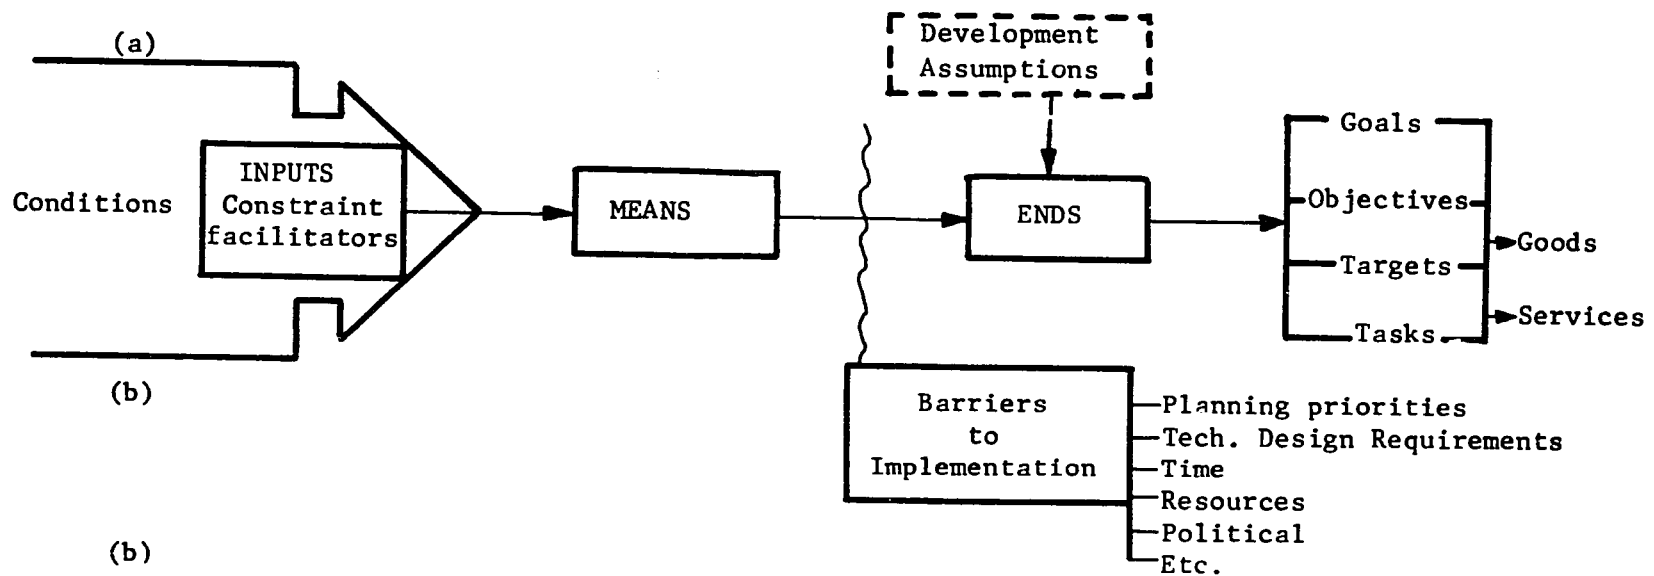 (a)
Development
Assumptions
Conditions
INPUTS
Constraint
facilitators
MEANS
ENDS
Goals
Objectives
Targets
Tasks
Goods
Services
(b)
Barriers
to
Implementation
Planning priorities
Tech. Design Requirements
Time
Resources
Political
Etc.
(b)